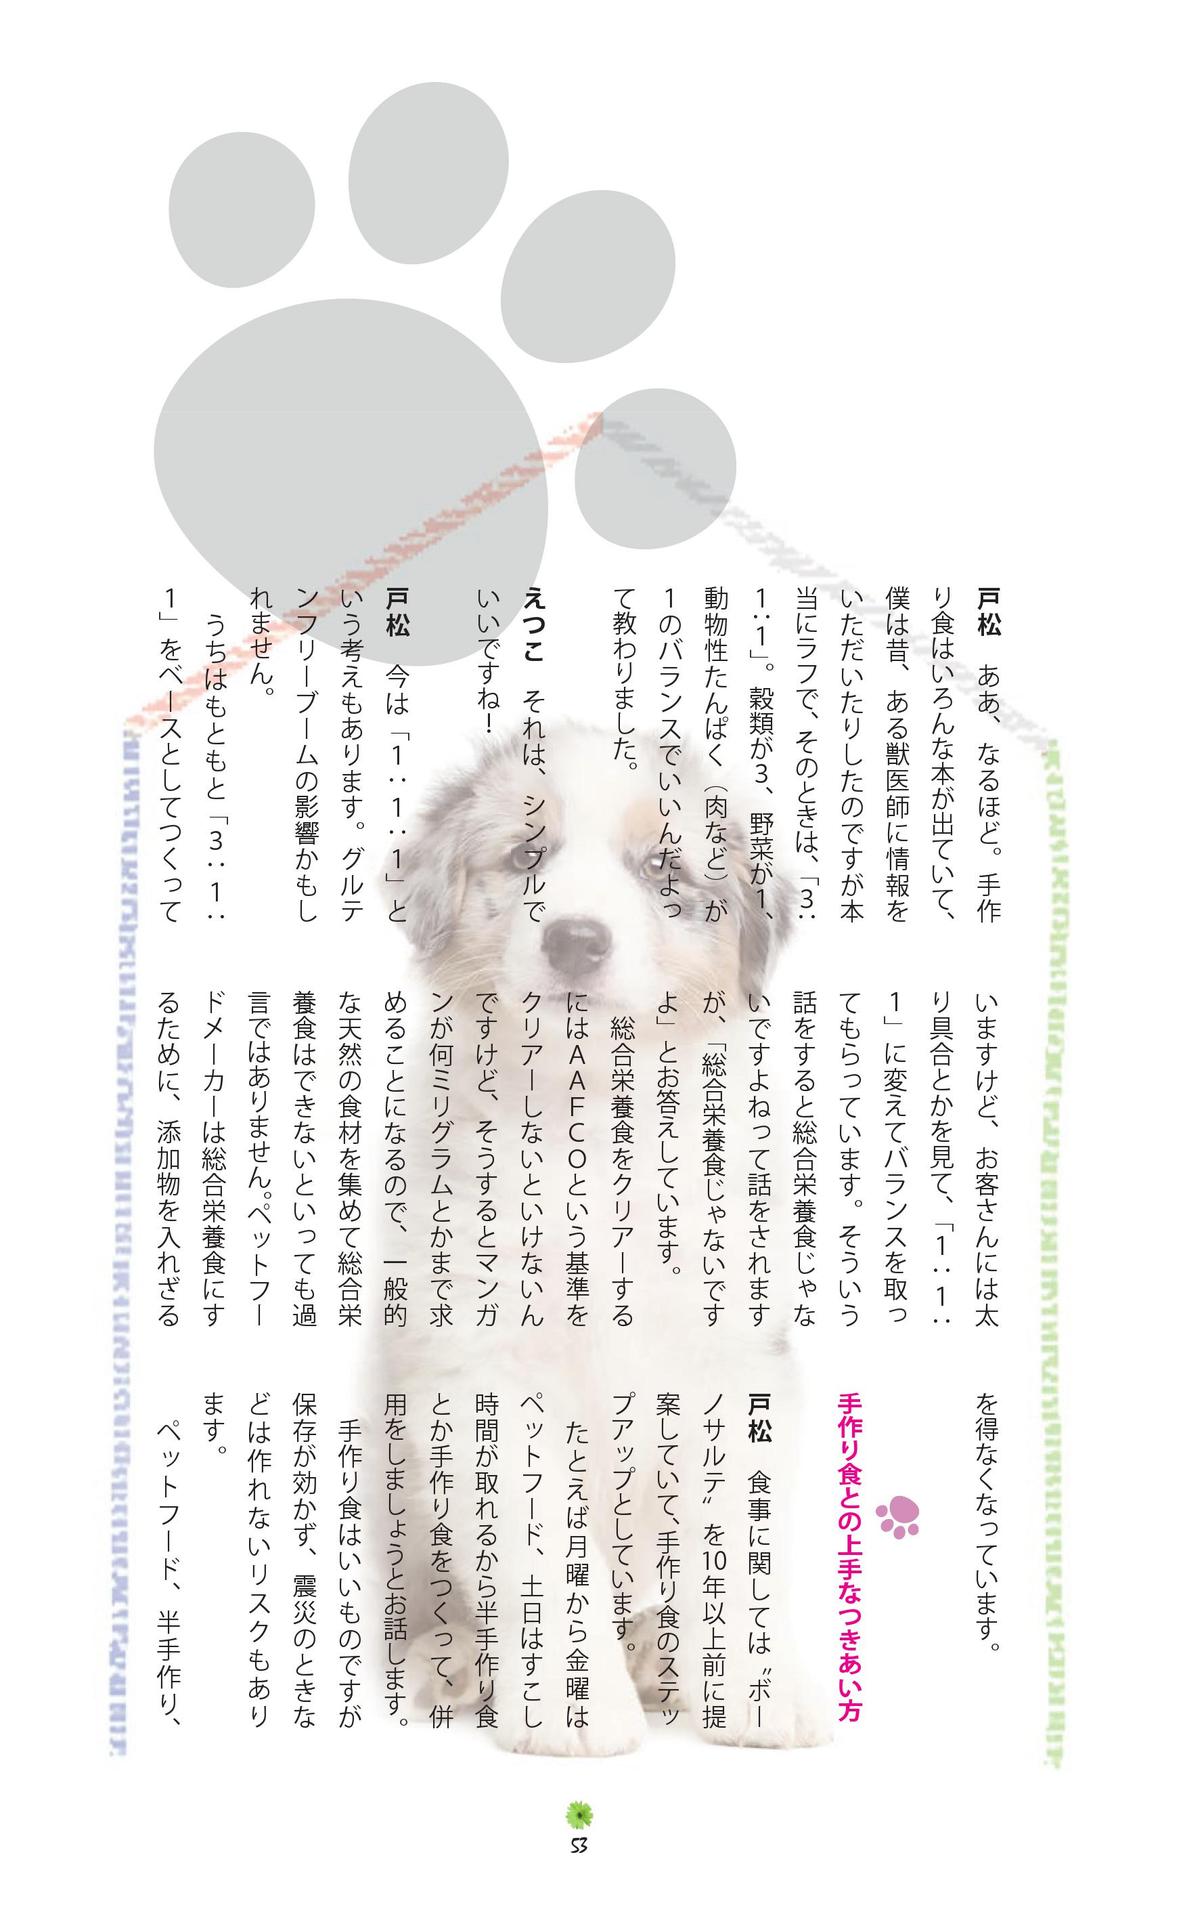 戸松　ああ、なるほど。手作
り食はいろんな本が出ていて、
僕は昔、ある獣医師に情報を
いただいたりしたのですが本
当にラフで、そのときは、「3：
1：1」。穀類が3、野菜が1、
動物性たんぱく（肉など）が
1のバランスでいいんだよっ
て教わりました。
えつこ　それは、シンプルで
いいですね！
戸松　今は「1：1：1」と
いう考えもあります。グルテ
ンフリーブームの影響かもし
れません。
　うちはもともと「3：1：
1」をベースとしてつくって
いますけど、お客さんには太
り具合とかを見て、「1：1：
1」に変えてバランスを取っ
てもらっています。そういう
話をすると総合栄養食じゃな
いですよねって話をされます
が、「総合栄養食じゃないです
よ」とお答えしています。
　総合栄養食をクリアーする
にはAAFCOという基準を
クリアーしないといけないん
ですけど、そうするとマンガ
ンが何ミリグラムとかまで求
めることになるので、一般的
な天然の食材を集めて総合栄
養食はできないといっても過
言ではありません。ペットフー
ドメーカーは総合栄養食にす
るために、添加物を入れざる
を得なくなっています。
手作り食との上手なつきあい方
戸松　食事に関しては〝ボー
ノサルテ〟を10年以上前に提
案していて、手作り食のステッ
プアップとしています。
　たとえば月曜から金曜は
ペットフード、土日はすこし
時間が取れるから半手作り食
とか手作り食をつくって、併
用をしましょうとお話します。
　手作り食はいいものですが
保存が効かず、震災のときな
どは作れないリスクもあり
ます。
　ペットフード、半手作り、
53